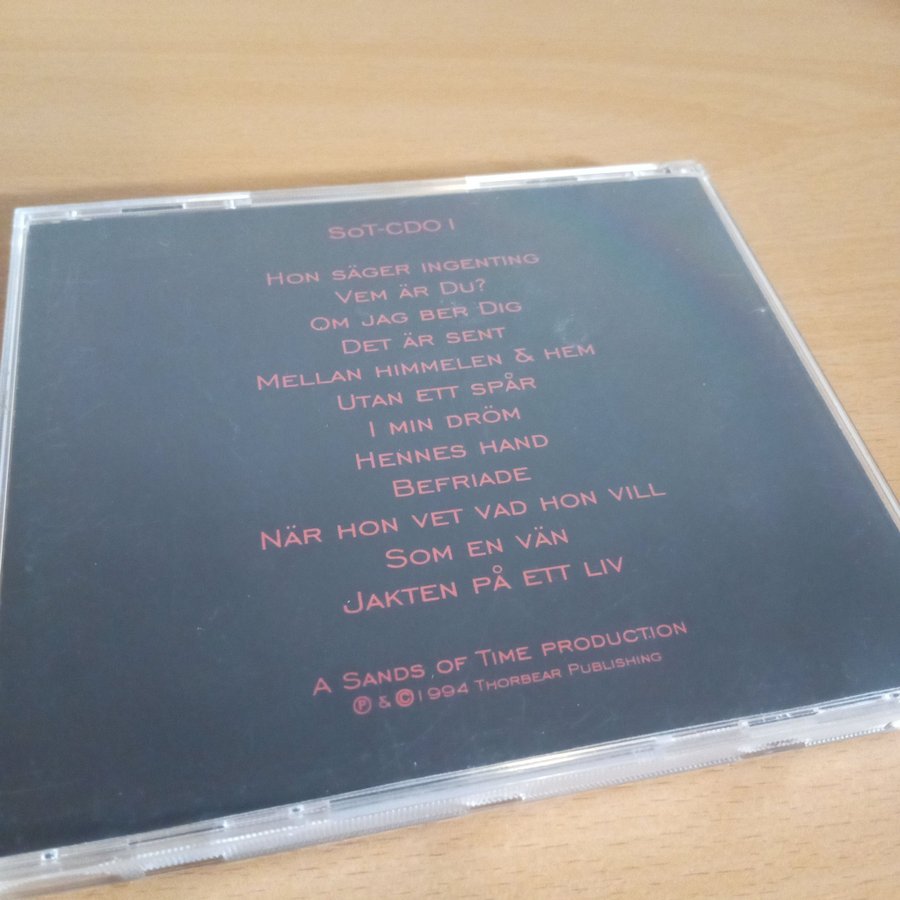 SoT-CD01
Hon säger ingenting
Vem är Du?
Om jag ber Dig
Det är sent
Mellan himmelen & hem
Utan ett spår
I min dröm
Hennes hand
Befriade
När hon vet vad hon vill
Som en vän
Jakten på ett liv
A Sands of Time production
℗ & ©1994 Thorbear Publishing